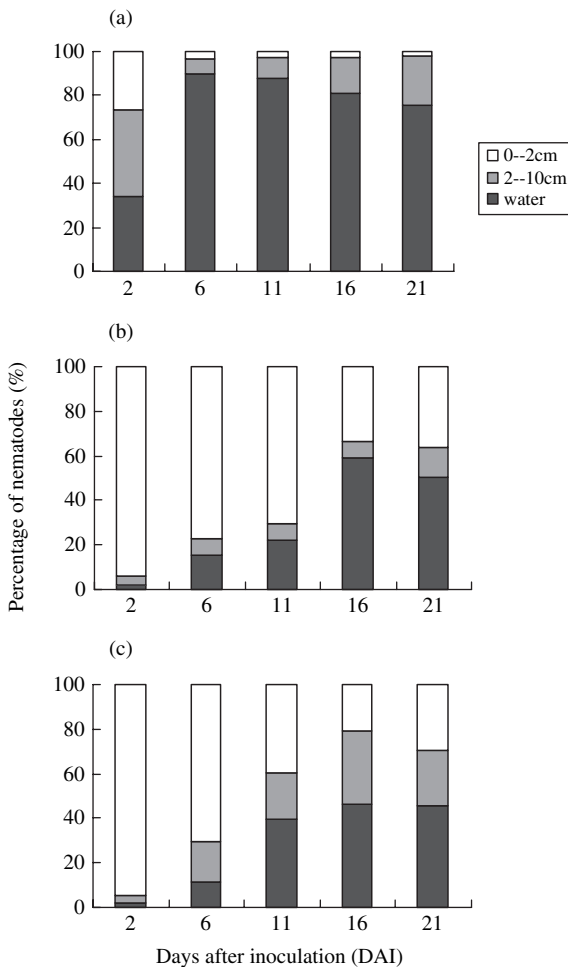 (a)
100
80
60
40
20
0
2 6 11 16 21
0--2cm
2--10cm
water
(b)
100
80
60
40
20
0
2 6 11 16 21
(c)
100
80
60
40
20
0
2 6 11 16 21
Percentage of nematodes (%)
Days after inoculation (DAI)